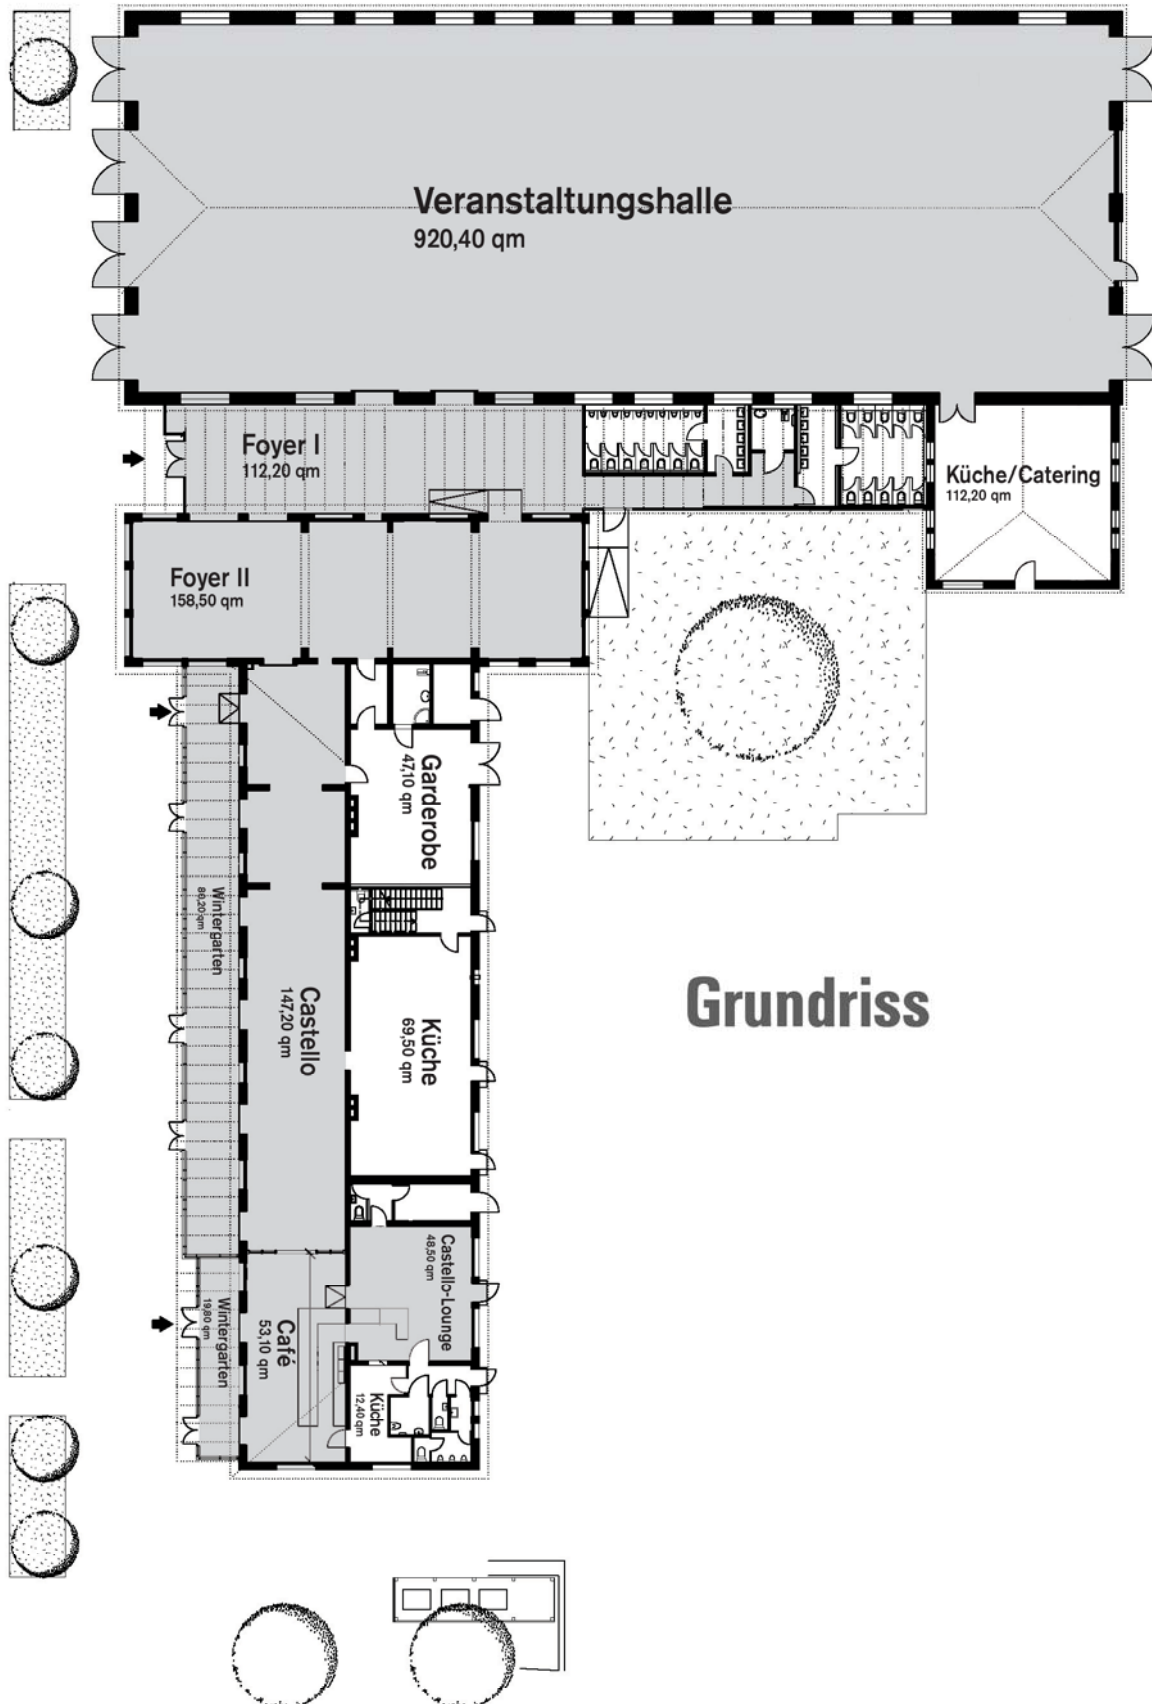 Veranstaltungshalle
920,40 qm
Foyer I
112,20 qm
Küche/Catering
112,20 qm
Foyer II
158,50 qm
Garderobe
47,10 qm
Wintergarten
80,20 qm
Castello
147,20 qm
Küche
69,50 qm
Grundriss
Castello-Lounge
48,50 qm
Wintergarten
19,80 qm
Café
53,10 qm
Küche
12,40 qm